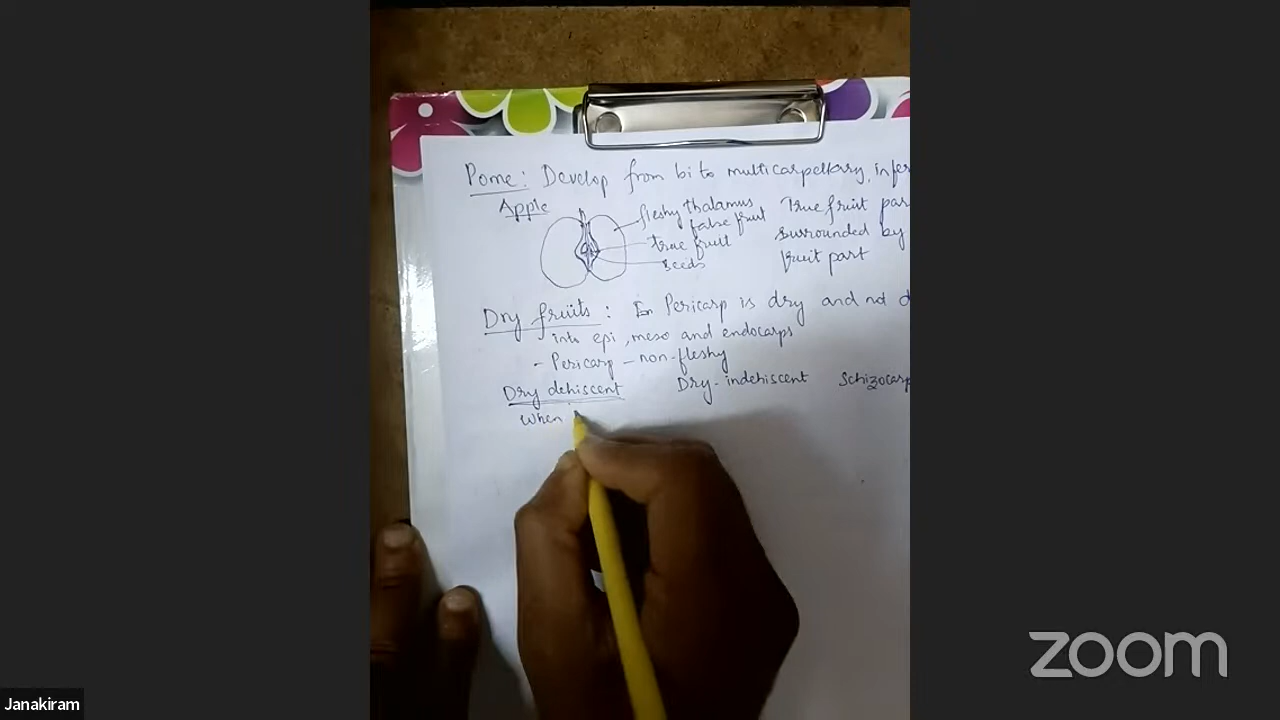 Pome: Develop from bi to multicarpellary, infer
Apple
fleshy thalamus
false fruit
true fruit
seeds
True fruit par
surrounded by
fruit part
Dry fruits: Pericarp is dry and not d
into epi, meso and endocarps
- Pericarp - non-fleshy
Dry dehiscent Dry-indehiscent Schizocarp
When
zoom
Janakiram